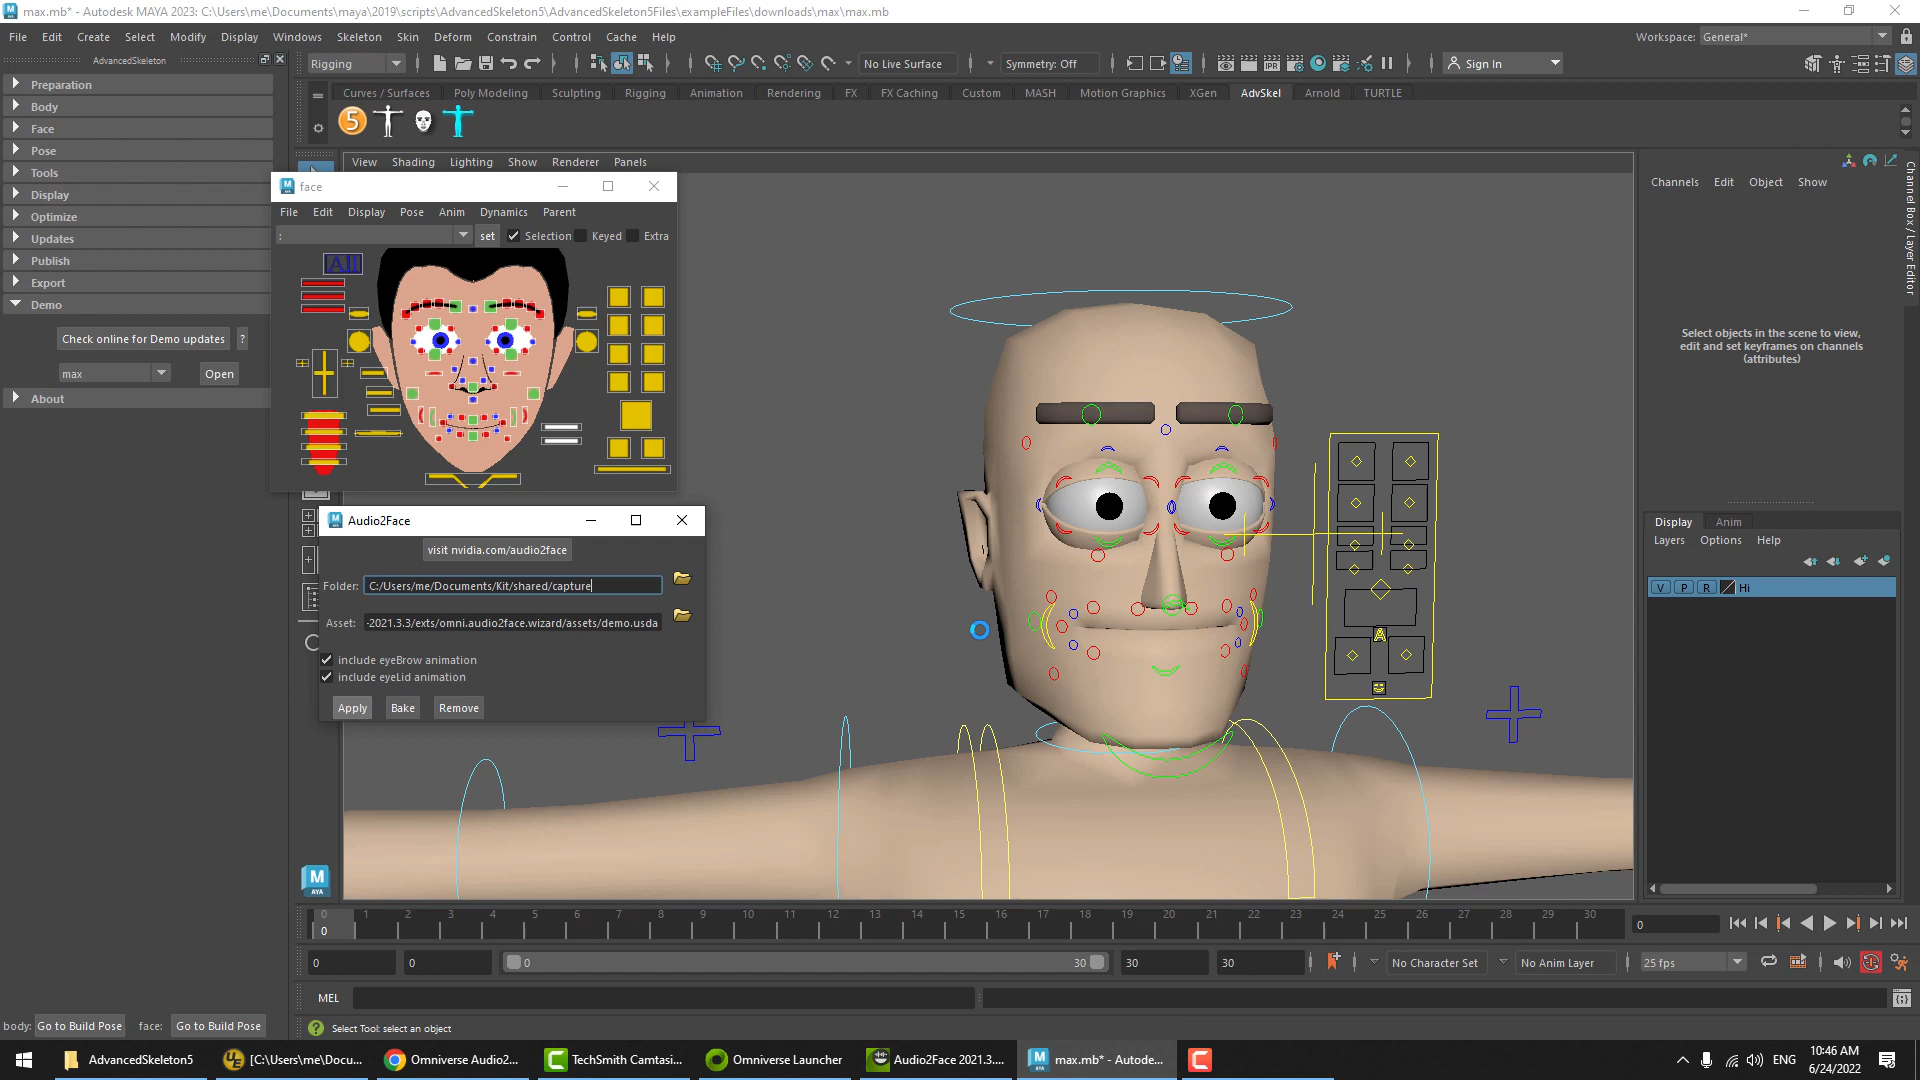 max.mb* - Autodesk MAYA 2023: C:\Users\me\Documents\maya\2019\scripts\AdvancedSkeleton5\AdvancedSkeleton5Files\exampleFiles\downloads\max\max.mb
File Edit Create Select Modify Display Windows Skeleton Skin Deform Constrain Control Cache Help
Workspace: General*
AdvancedSkeleton
Rigging
No Live Surface
Symmetry: Off
Sign In
Curves / Surfaces Poly Modeling Sculpting Rigging Animation Rendering FX FX Caching Custom MASH Motion Graphics XGen AdvSkel Arnold TURTLE
5
Preparation
Body
Face
Pose
Tools
Display
Optimize
Updates
Publish
Export
Demo
Check online for Demo updates ?
max Open
About
View Shading Lighting Show Renderer Panels
face
File Edit Display Pose Anim Dynamics Parent
: set Selection Keyed Extra
All
Audio2Face
visit nvidia.com/audio2face
Folder: C:/Users/me/Documents/Kit/shared/capture
Asset: -2021.3.3/exts/omni.audio2face.wizard/assets/demo.usda
include eyeBrow animation
include eyeLid animation
Apply Bake Remove
A
Channels Edit Object Show
Channel Box / Layer Editor
Select objects in the scene to view,
edit and set keyframes on channels
(attributes)
Display Anim
Layers Options Help
V P R Hi
M
AYA
0 1 2 3 4 5 6 7 8 9 10 11 12 13 14 15 16 17 18 19 20 21 22 23 24 25 26 27 28 29 30
0
0
0 0 0 30 30 30
No Character Set
No Anim Layer
25 fps
MEL
body: Go to Build Pose face: Go to Build Pose
Select Tool: select an object
AdvancedSkeleton5
[C:\Users\me\Docu...
Omniverse Audio2...
TechSmith Camtasi...
Omniverse Launcher
Audio2Face 2021.3....
max.mb* - Autode...
ENG
10:46 AM
6/24/2022